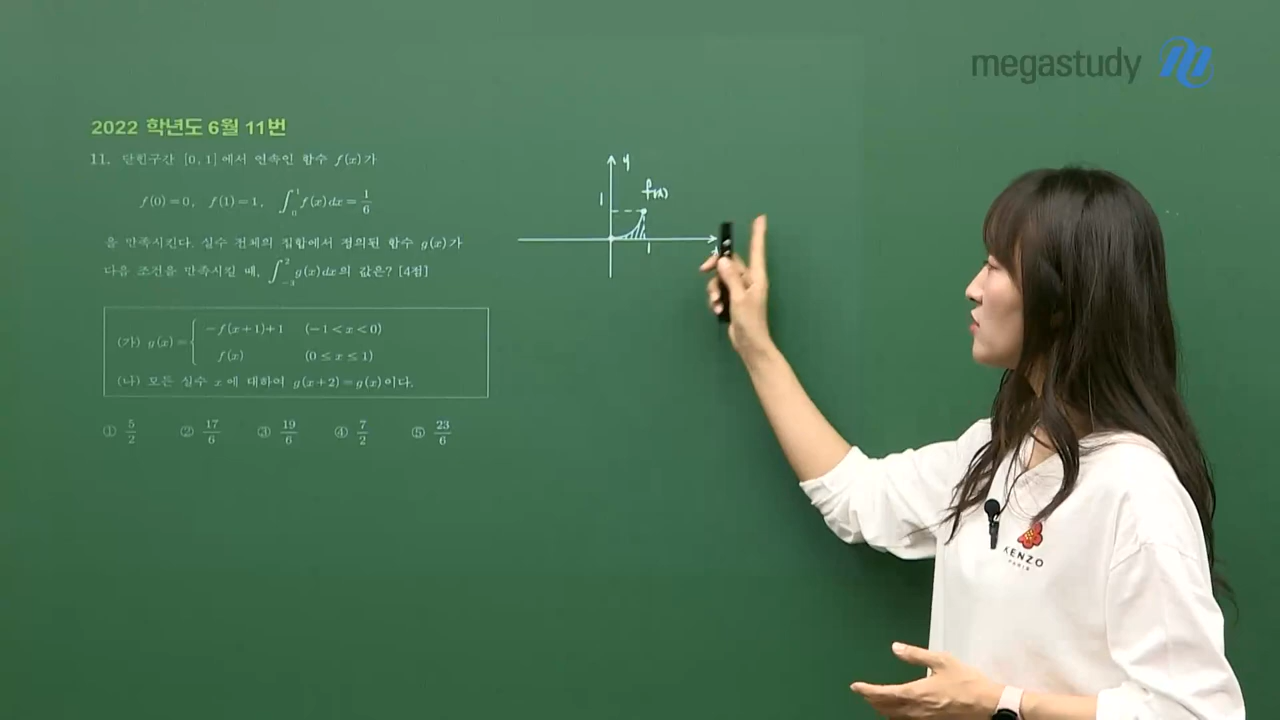 megastudy
2022 학년도 6월 11번
11. 닫힌구간 [0, 1]에서 연속인 함수 f(x)가
f(0)=0, f(1)=1, ∫₀¹ f(x)dx=1/6
을 만족시킨다. 실수 전체의 집합에서 정의된 함수 g(x)가
다음 조건을 만족시킬 때, ∫₋₃² g(x)dx의 값은? [4점]
(가) g(x)={ -f(x+1)+1 (-1<x<0)
f(x) (0≤x≤1)
(나) 모든 실수 x에 대하여 g(x+2)=g(x)이다.
① 5/2 ② 17/6 ③ 19/6 ④ 7/2 ⑤ 23/6
y
f(x)
1
1
KENZO
PARIS